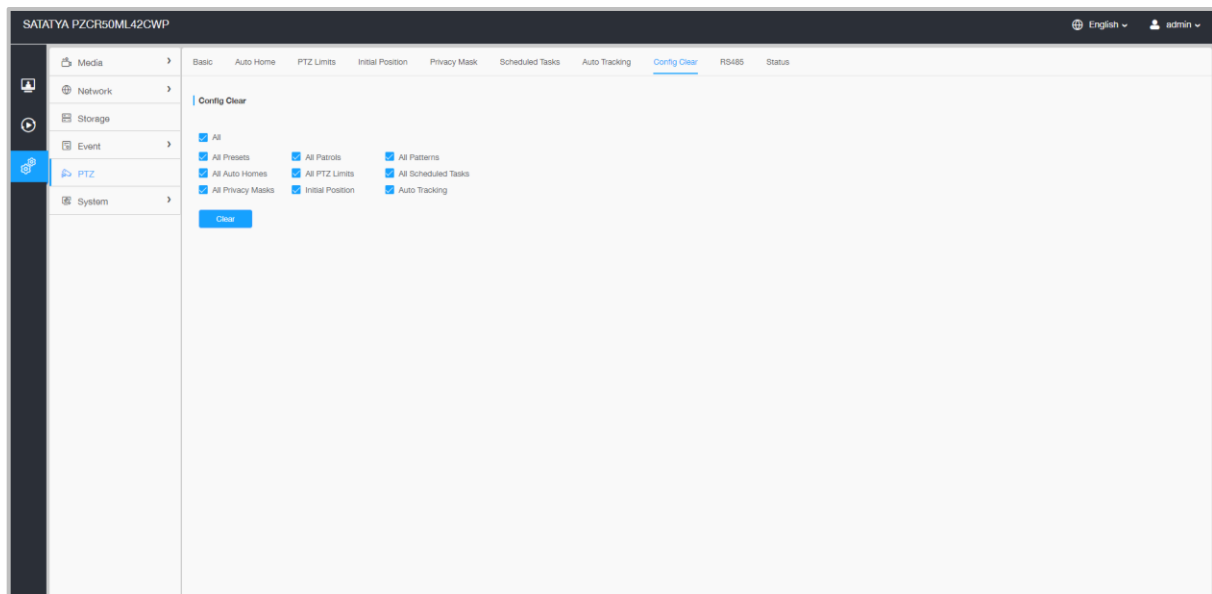 SATATYA PZCR50ML42CWP
English
admin
Media
Network
Storage
Event
PTZ
System
Basic Auto Home PTZ Limits Initial Position Privacy Mask Scheduled Tasks Auto Tracking Config Clear RS485 Status
Config Clear
All
All Presets All Patrols All Patterns
All Auto Homes All PTZ Limits All Scheduled Tasks
All Privacy Masks Initial Position Auto Tracking
Clear